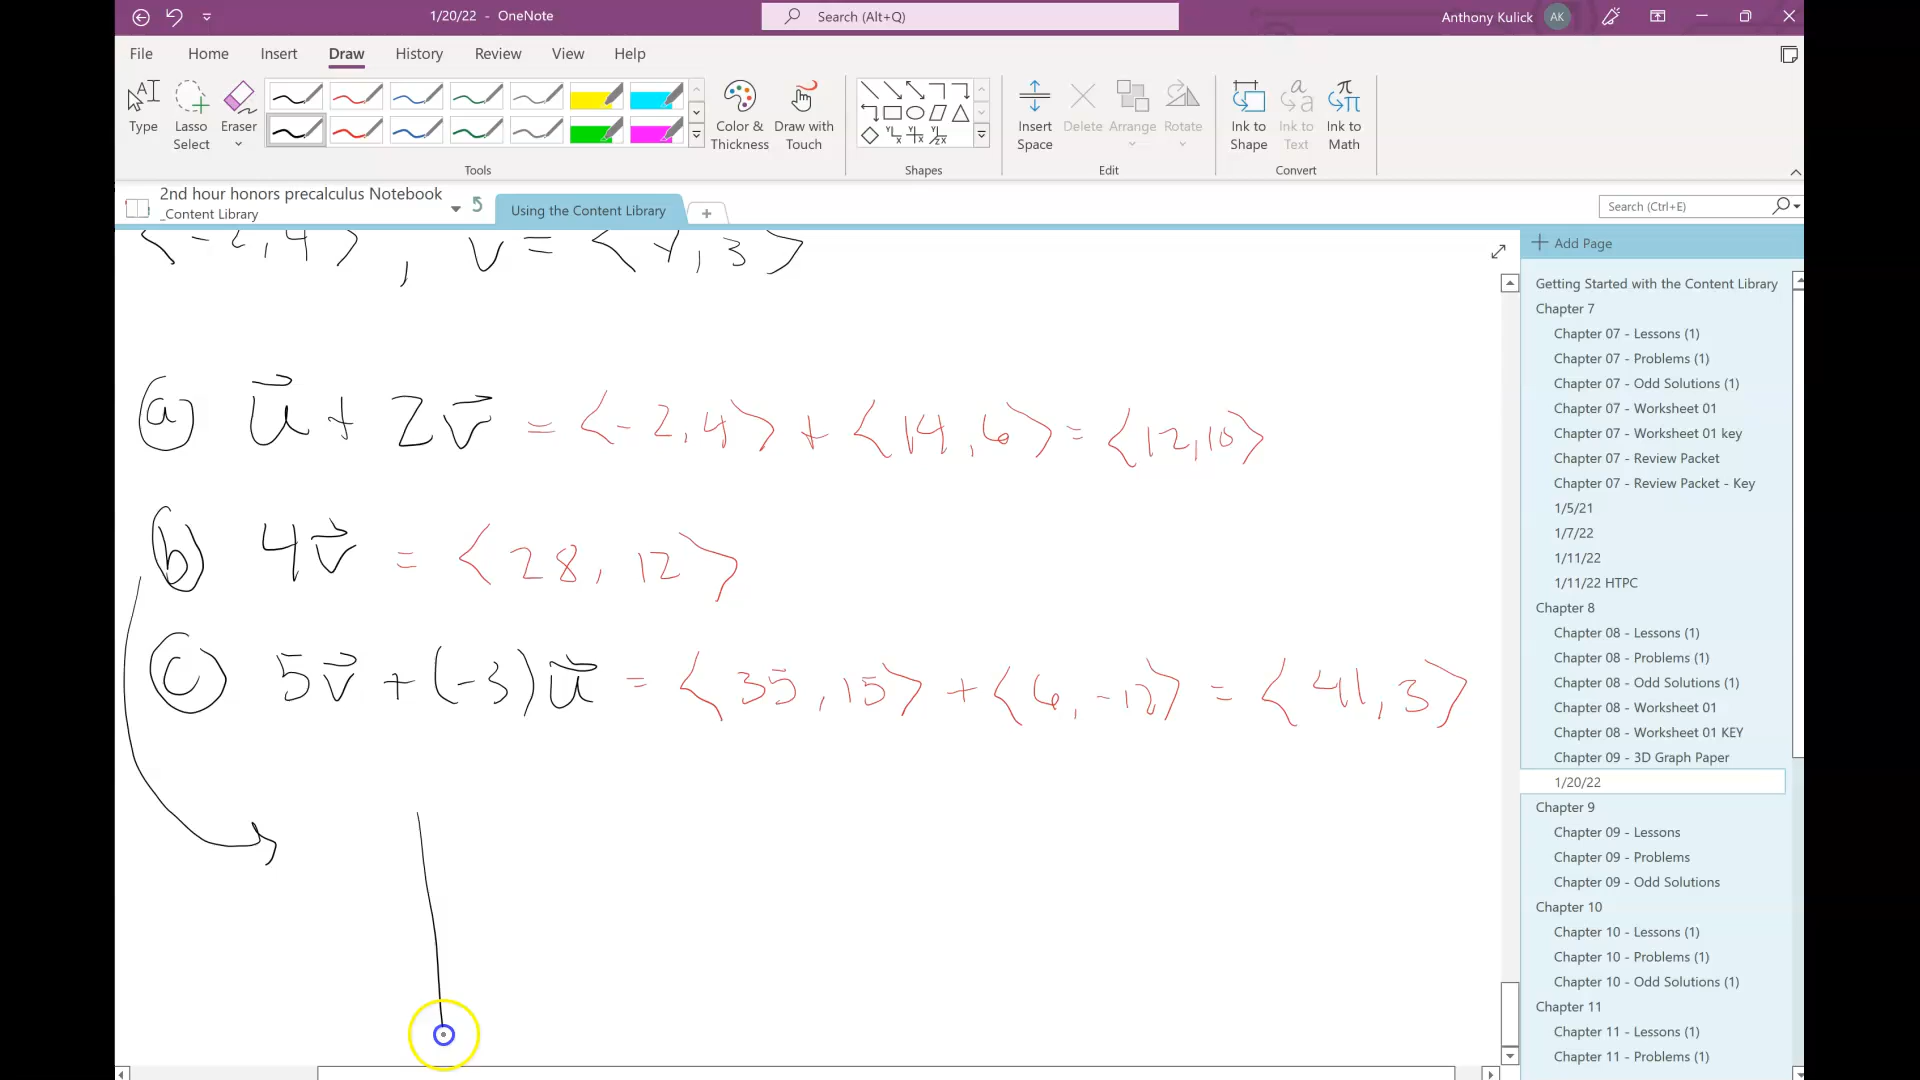 1/20/22 - OneNote
Search (Alt+Q)
Anthony Kulick AK
File Home Insert Draw History Review View Help
Type
Lasso Select
Eraser
Color & Thickness
Draw with Touch
Insert Space
Delete
Arrange
Rotate
Ink to Shape
Ink to Text
Ink to Math
Tools Shapes Edit Convert
2nd hour honors precalculus Notebook
_Content Library
Using the Content Library
Search (Ctrl+E)
⟨-2,4⟩, v = ⟨7,3⟩
(a) u⃗ + 2v⃗ = ⟨-2,4⟩ + ⟨14,6⟩ = ⟨12,10⟩
(b) 4v⃗ = ⟨28, 12⟩
(c) 5v⃗ + (-3)u⃗ = ⟨35,15⟩ + ⟨6,-12⟩ = ⟨41,3⟩
Add Page
Getting Started with the Content Library
Chapter 7
Chapter 07 - Lessons (1)
Chapter 07 - Problems (1)
Chapter 07 - Odd Solutions (1)
Chapter 07 - Worksheet 01
Chapter 07 - Worksheet 01 key
Chapter 07 - Review Packet
Chapter 07 - Review Packet - Key
1/5/21
1/7/22
1/11/22
1/11/22 HTPC
Chapter 8
Chapter 08 - Lessons (1)
Chapter 08 - Problems (1)
Chapter 08 - Odd Solutions (1)
Chapter 08 - Worksheet 01
Chapter 08 - Worksheet 01 KEY
Chapter 09 - 3D Graph Paper
1/20/22
Chapter 9
Chapter 09 - Lessons
Chapter 09 - Problems
Chapter 09 - Odd Solutions
Chapter 10
Chapter 10 - Lessons (1)
Chapter 10 - Problems (1)
Chapter 10 - Odd Solutions (1)
Chapter 11
Chapter 11 - Lessons (1)
Chapter 11 - Problems (1)